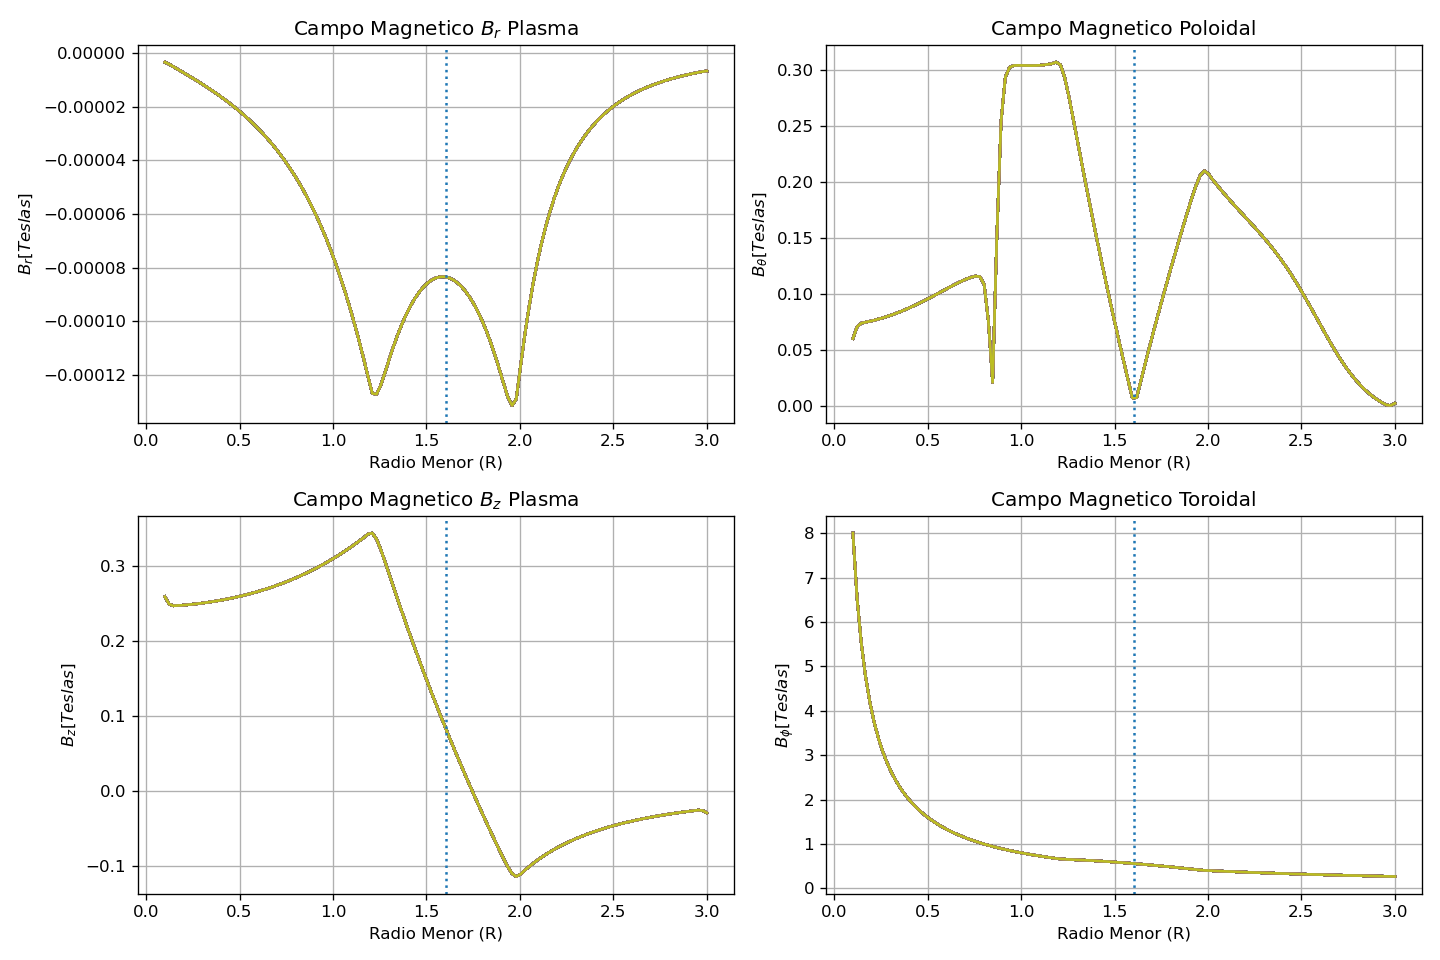 Campo Magnetico B_r Plasma
0.00000
−0.00002
−0.00004
−0.00006
−0.00008
−0.00010
−0.00012
B_r[Teslas]
0.0 0.5 1.0 1.5 2.0 2.5 3.0
Radio Menor (R)
Campo Magnetico Poloidal
0.30
0.25
0.20
0.15
0.10
0.05
0.00
B_θ[Teslas]
0.0 0.5 1.0 1.5 2.0 2.5 3.0
Radio Menor (R)
Campo Magnetico B_z Plasma
0.3
0.2
0.1
0.0
−0.1
B_z[Teslas]
0.0 0.5 1.0 1.5 2.0 2.5 3.0
Radio Menor (R)
Campo Magnetico Toroidal
8
7
6
5
4
3
2
1
0
B_ϕ[Teslas]
0.0 0.5 1.0 1.5 2.0 2.5 3.0
Radio Menor (R)